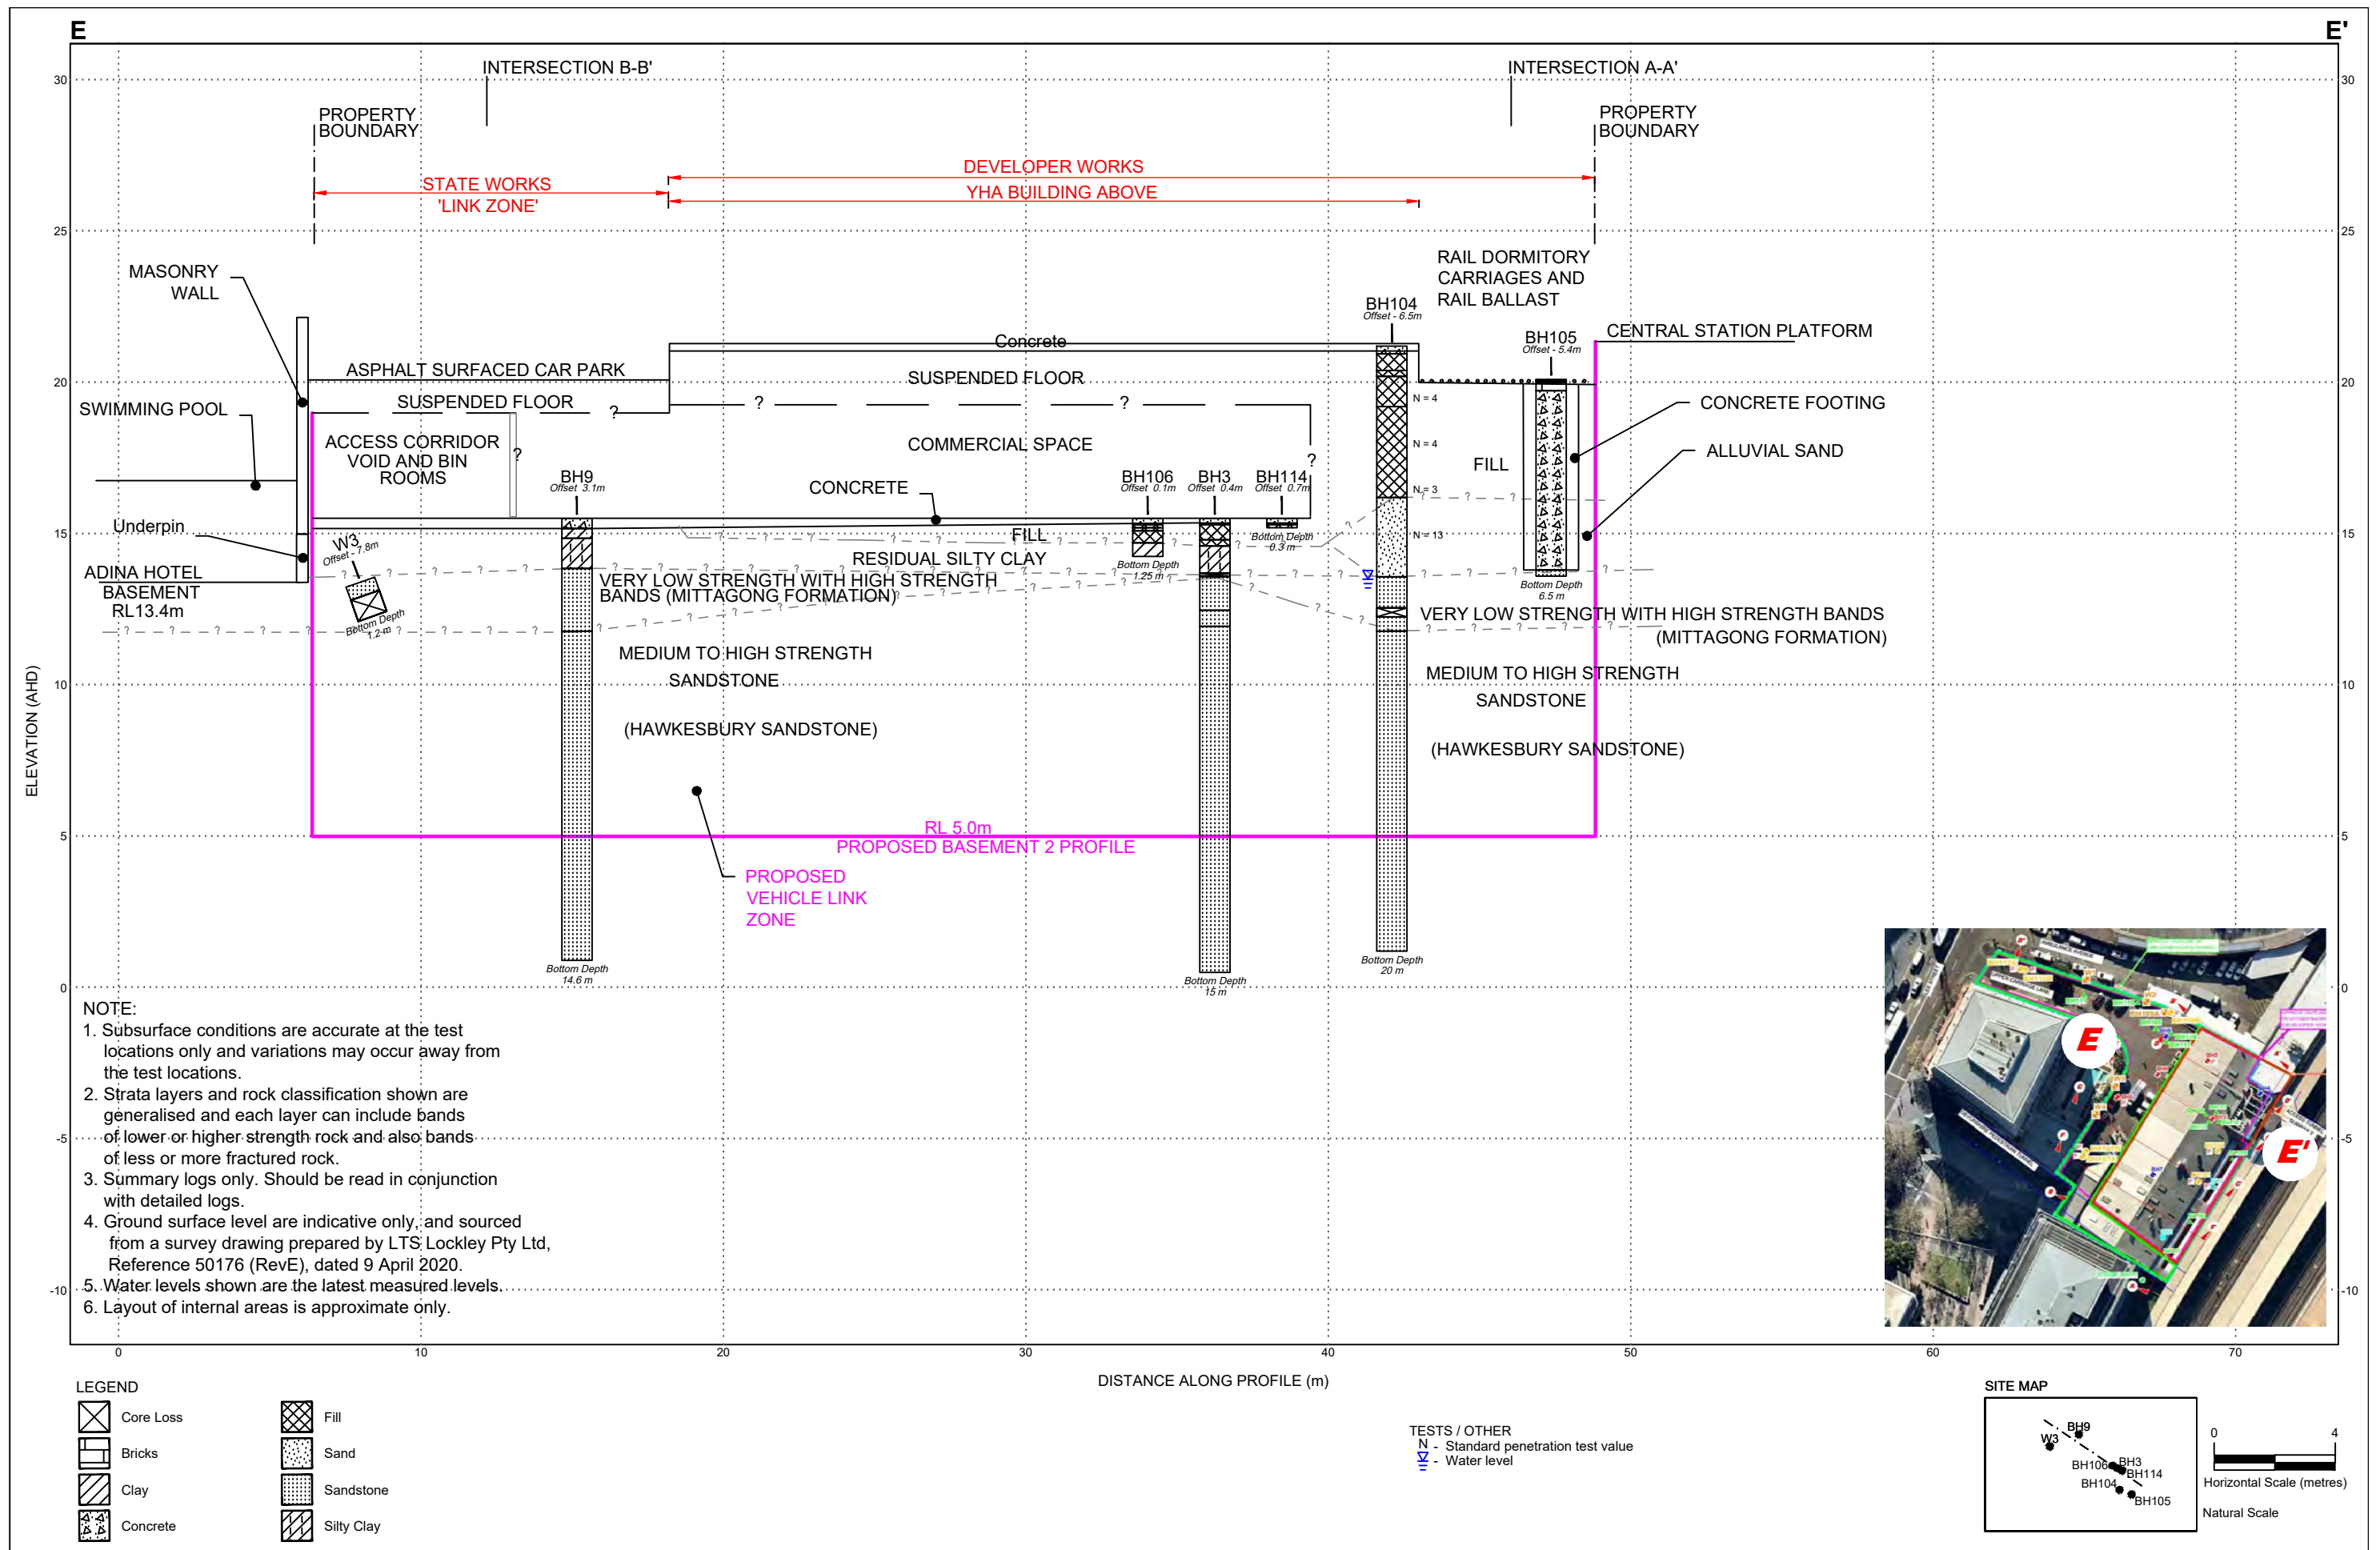 E
E'
INTERSECTION B-B'
INTERSECTION A-A'
PROPERTY
BOUNDARY
PROPERTY
BOUNDARY
DEVELOPER WORKS
STATE WORKS
'LINK ZONE'
YHA BUILDING ABOVE
MASONRY
WALL
RAIL DORMITORY
CARRIAGES AND
RAIL BALLAST
BH104
Offset - 6.5m
BH105
Offset - 5.4m
CENTRAL STATION PLATFORM
Concrete
ASPHALT SURFACED CAR PARK
SUSPENDED FLOOR
SUSPENDED FLOOR
SWIMMING POOL
CONCRETE FOOTING
N = 4
ACCESS CORRIDOR
VOID AND BIN
ROOMS
COMMERCIAL SPACE
N = 4
ALLUVIAL SAND
FILL
BH9
Offset 3.1m
BH106
Offset 0.1m
BH3
Offset 0.4m
BH114
Offset 0.7m
CONCRETE
N = 3
Underpin
W3
Offset - 7.8m
FILL
Bottom Depth
0.3 m
N = 13
RESIDUAL SILTY CLAY
Bottom Depth
1.25 m
ADINA HOTEL
BASEMENT
RL13.4m
VERY LOW STRENGTH WITH HIGH STRENGTH
BANDS (MITTAGONG FORMATION)
Bottom Depth
6.5 m
Bottom Depth
1.2 m
VERY LOW STRENGTH WITH HIGH STRENGTH BANDS
(MITTAGONG FORMATION)
MEDIUM TO HIGH STRENGTH
SANDSTONE
(HAWKESBURY SANDSTONE)
MEDIUM TO HIGH STRENGTH
SANDSTONE
(HAWKESBURY SANDSTONE)
RL 5.0m
PROPOSED BASEMENT 2 PROFILE
PROPOSED
VEHICLE LINK
ZONE
Bottom Depth
14.6 m
Bottom Depth
15 m
Bottom Depth
20 m
ELEVATION (AHD)
30
25
20
15
10
5
0
-5
-10
30
25
20
15
10
5
0
-5
-10
NOTE:
1. Subsurface conditions are accurate at the test
locations only and variations may occur away from
the test locations.
2. Strata layers and rock classification shown are
generalised and each layer can include bands
of lower or higher strength rock and also bands
of less or more fractured rock.
3. Summary logs only. Should be read in conjunction
with detailed logs.
4. Ground surface level are indicative only, and sourced
from a survey drawing prepared by LTS Lockley Pty Ltd,
Reference 50176 (RevE), dated 9 April 2020.
5. Water levels shown are the latest measured levels.
6. Layout of internal areas is approximate only.
E
E'
0 10 20 30 40 50 60 70
DISTANCE ALONG PROFILE (m)
LEGEND
Core Loss
Bricks
Clay
Concrete
Fill
Sand
Sandstone
Silty Clay
TESTS / OTHER
N - Standard penetration test value
- Water level
SITE MAP
BH9
W3
BH106
BH3
BH114
BH104
BH105
0 4
Horizontal Scale (metres)
Natural Scale